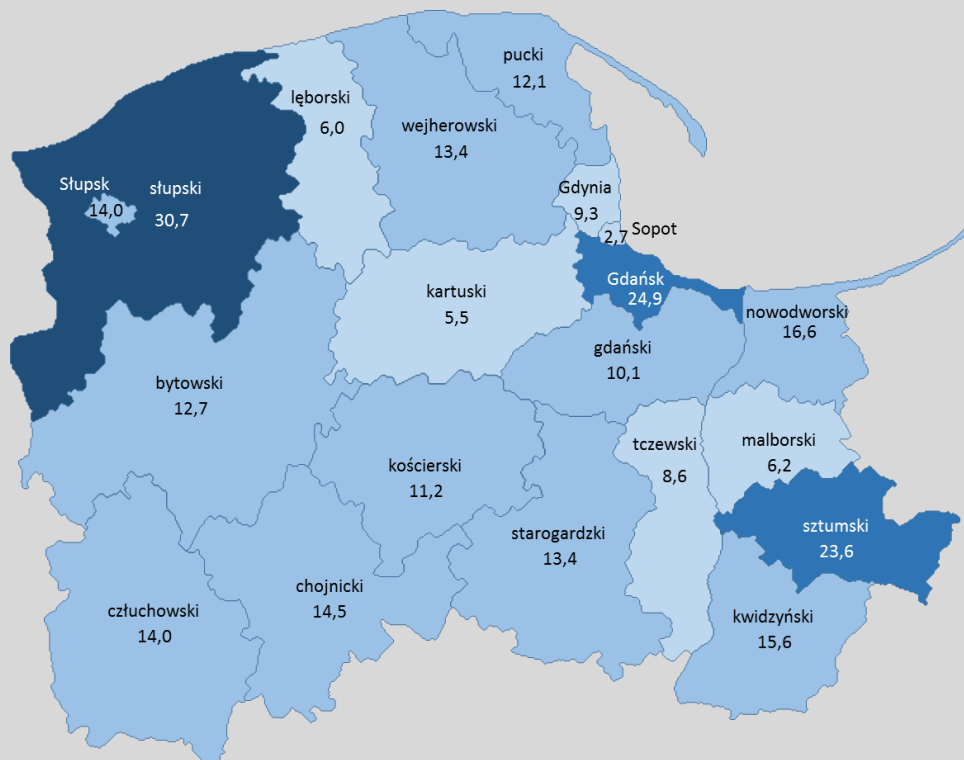 pucki
12,1
lęborski
6,0
wejherowski
13,4
Słupsk
14,0
słupski
30,7
Gdynia
9,3
Sopot
2,7
kartuski
5,5
Gdańsk
24,9
nowodworski
16,6
gdański
10,1
bytowski
12,7
kościerski
11,2
tczewski
8,6
malborski
6,2
starogardzki
13,4
sztumski
23,6
chojnicki
14,5
człuchowski
14,0
kwidzyński
15,6